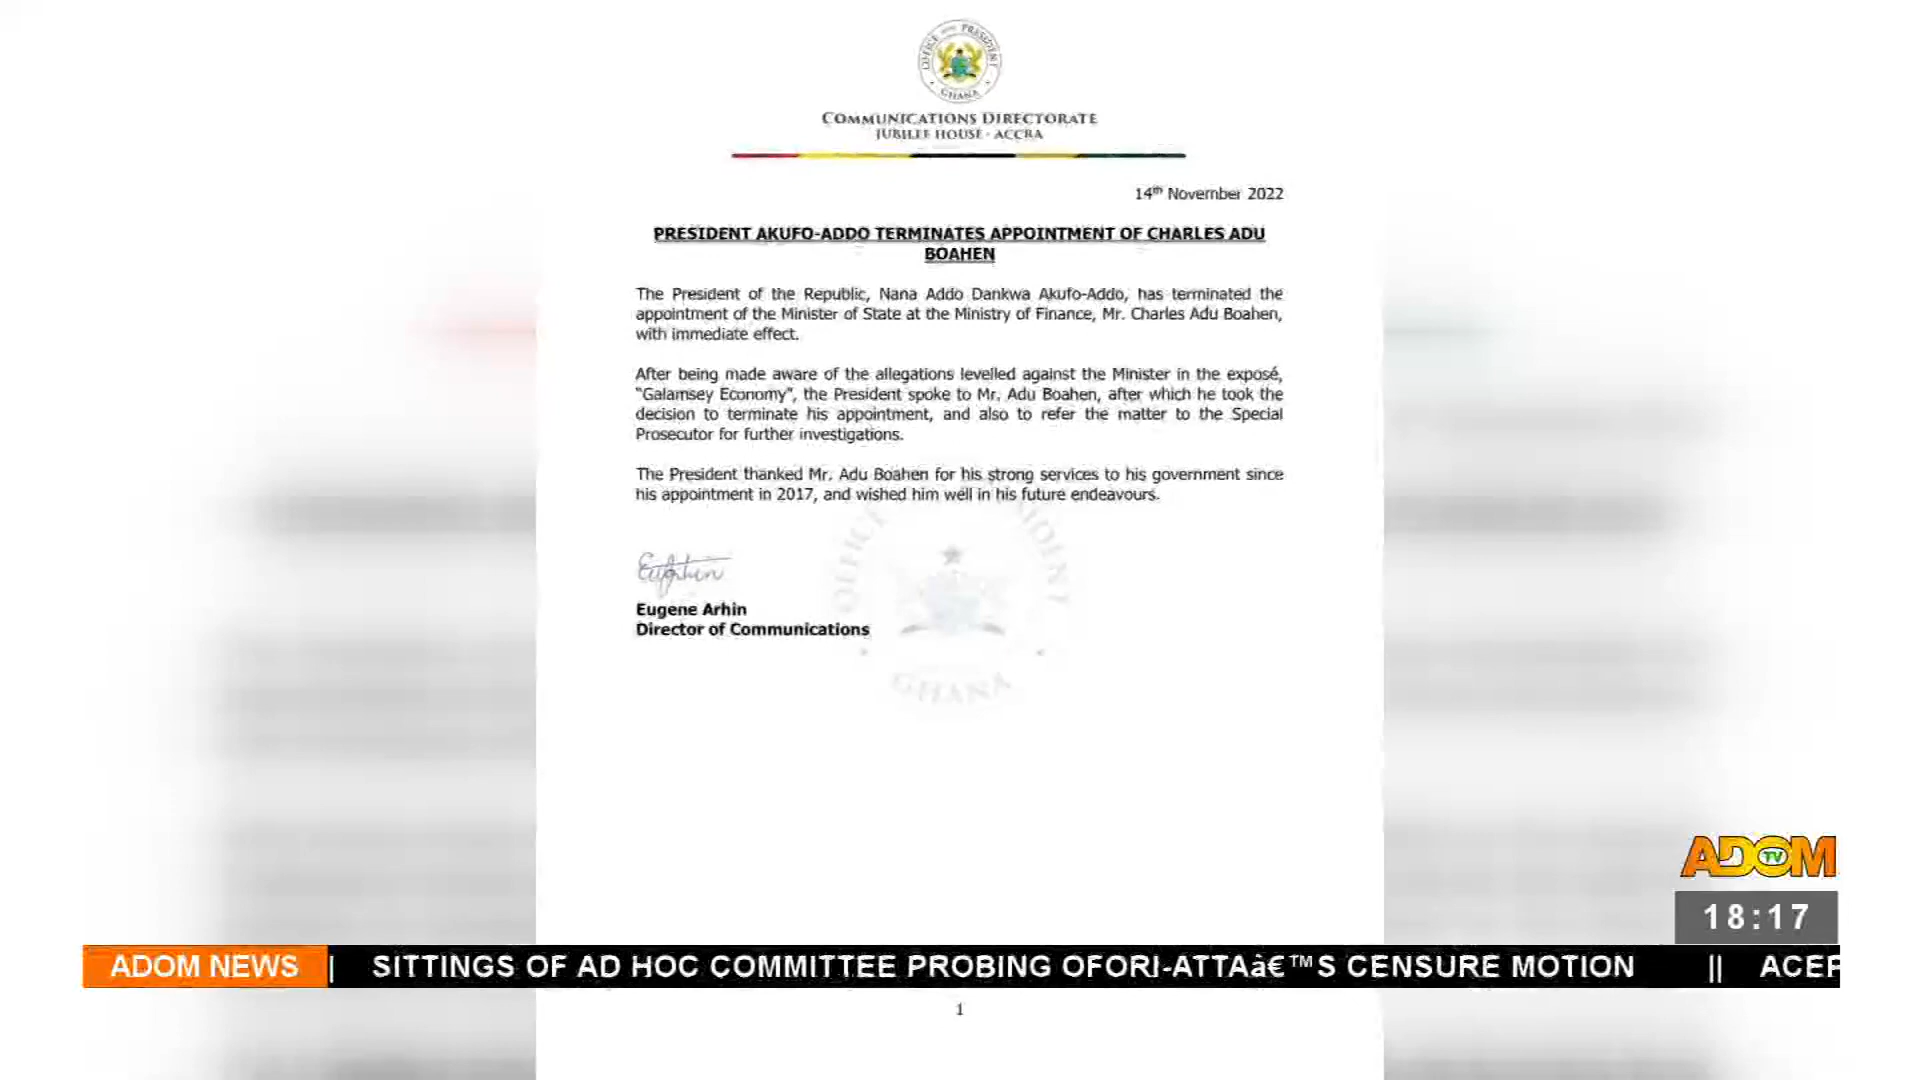 OFFICE OF THE PRESIDENT
GHANA
COMMUNICATIONS DIRECTORATE
JUBILEE HOUSE - ACCRA
14th November 2022
PRESIDENT AKUFO-ADDO TERMINATES APPOINTMENT OF CHARLES ADU
BOAHEN
The President of the Republic, Nana Addo Dankwa Akufo-Addo, has terminated the
appointment of the Minister of State at the Ministry of Finance, Mr. Charles Adu Boahen,
with immediate effect.
After being made aware of the allegations levelled against the Minister in the exposé,
“Galamsey Economy”, the President spoke to Mr. Adu Boahen, after which he took the
decision to terminate his appointment, and also to refer the matter to the Special
Prosecutor for further investigations.
The President thanked Mr. Adu Boahen for his strong services to his government since
his appointment in 2017, and wished him well in his future endeavours.
Eugene Arhin
Director of Communications
GHANA
ADOM TV
18:17
ADOM NEWS | SITTINGS OF AD HOC COMMITTEE PROBING OFORI-ATTAâ€™S CENSURE MOTION || ACEP
1